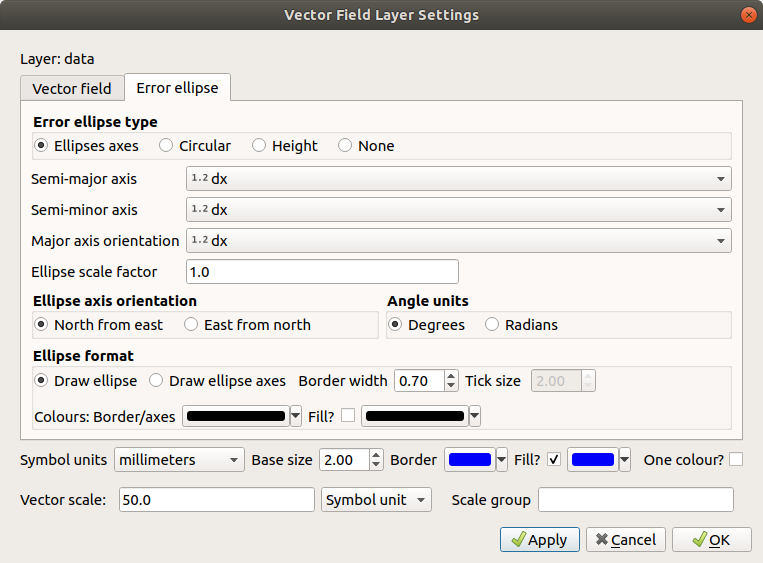 Vector Field Layer Settings
Layer: data
Vector field Error ellipse
Error ellipse type
Ellipses axes Circular Height None
Semi-major axis 1.2 dx
Semi-minor axis 1.2 dx
Major axis orientation 1.2 dx
Ellipse scale factor 1.0
Ellipse axis orientation Angle units
North from east East from north Degrees Radians
Ellipse format
Draw ellipse Draw ellipse axes Border width 0.70 Tick size 2.00
Colours: Border/axes Fill?
Symbol units millimeters Base size 2.00 Border Fill? One colour?
Vector scale: 50.0 Symbol unit Scale group
Apply Cancel OK